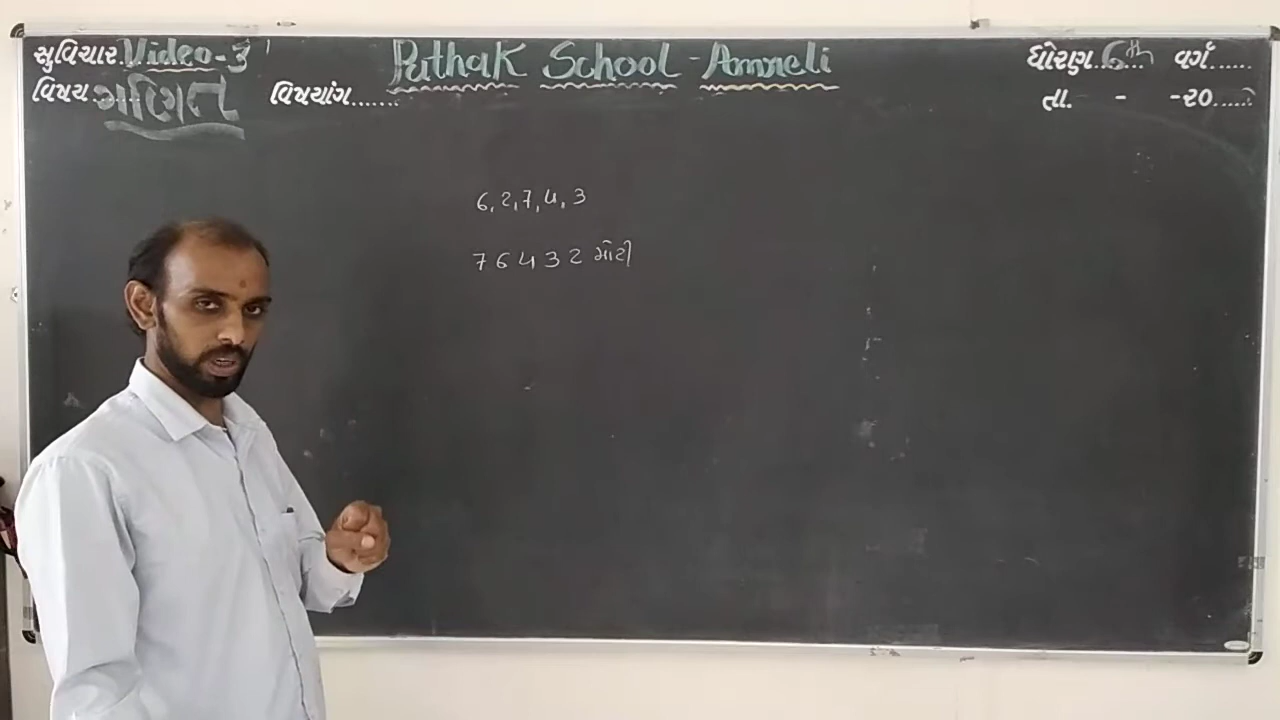 સુવિચાર..Video-3
Pathak School - Amreli
ધોરણ..6th... વર્ગ......
વિષય......ગણિત
વિષયાંગ.......
તા. - -૨૦.....
6, 2, 7, 4, 3
7 6 4 3 2 મોટી